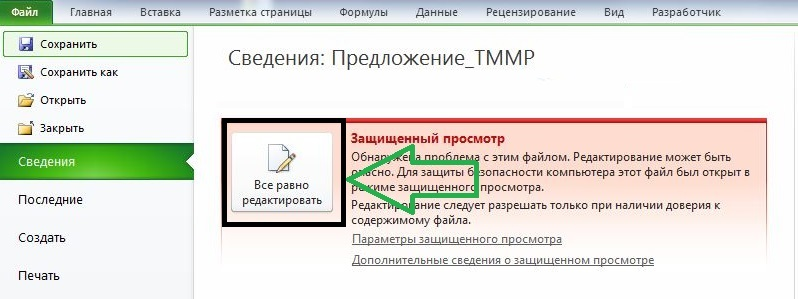 Файл Главная Вставка Разметка страницы Формулы Данные Рецензирование Вид Разработчик
Сохранить
Сохранить как
Открыть
Закрыть
Сведения
Последние
Создать
Печать
Сведения: Предложение_ТММР
Все равно
редактировать
Защищенный просмотр
Обнаружена проблема с этим файлом. Редактирование может быть
опасно. Для защиты безопасности компьютера этот файл был открыт в
режиме защищенного просмотра.
Редактирование следует разрешать только при наличии доверия к
содержимому файла.
Параметры защищенного просмотра
Дополнительные сведения о защищенном просмотре